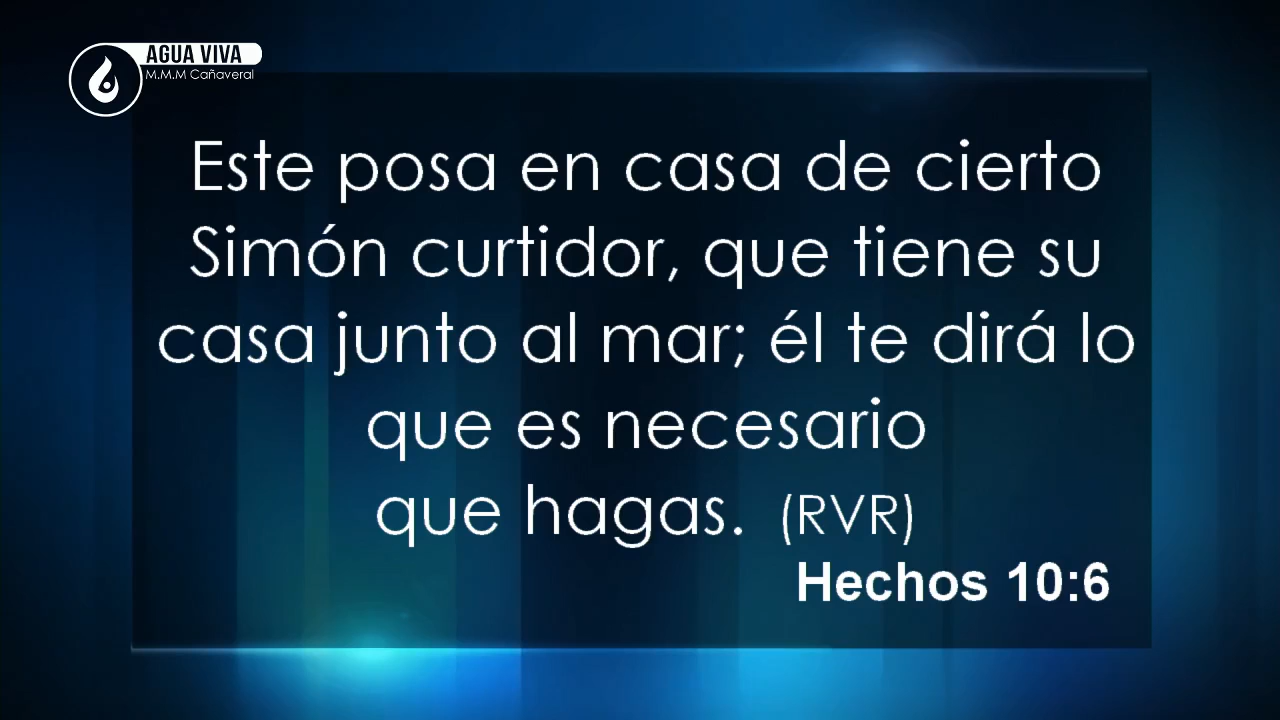 AGUA VIVA
M.M.M Cañaveral
Este posa en casa de cierto
Simón curtidor, que tiene su
casa junto al mar; él te dirá lo
que es necesario
que hagas. (RVR)
Hechos 10:6